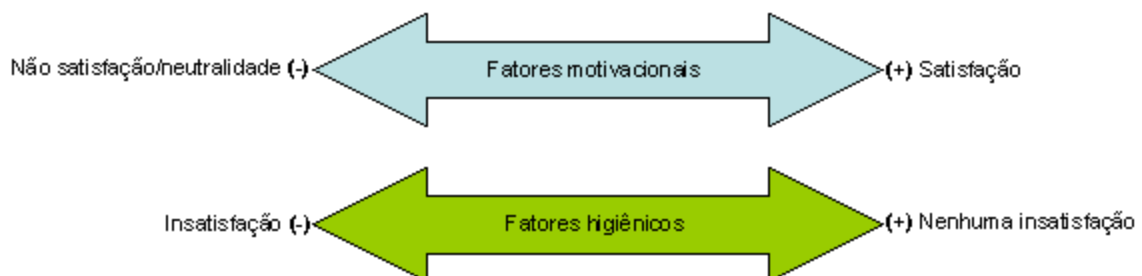 Não satisfação/neutralidade (-) Fatores motivacionais (+) Satisfação
Insatisfação (-) Fatores higiênicos (+) Nenhuma insatisfação